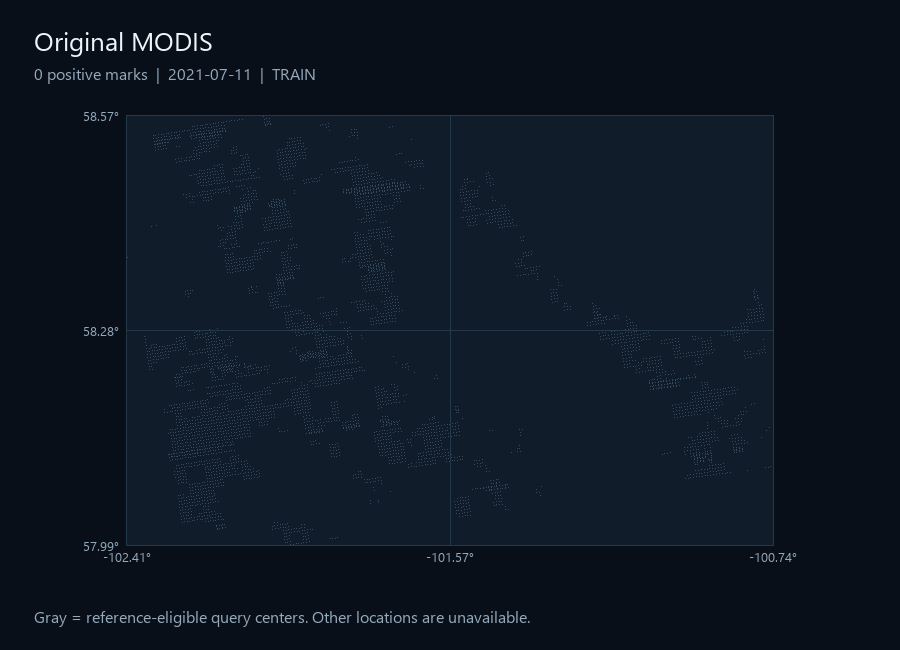 Original MODIS
0 positive marks | 2021-07-11 | TRAIN
58.57°
58.28°
57.99°
-102.41°
-101.57°
-100.74°
Gray = reference-eligible query centers. Other locations are unavailable.